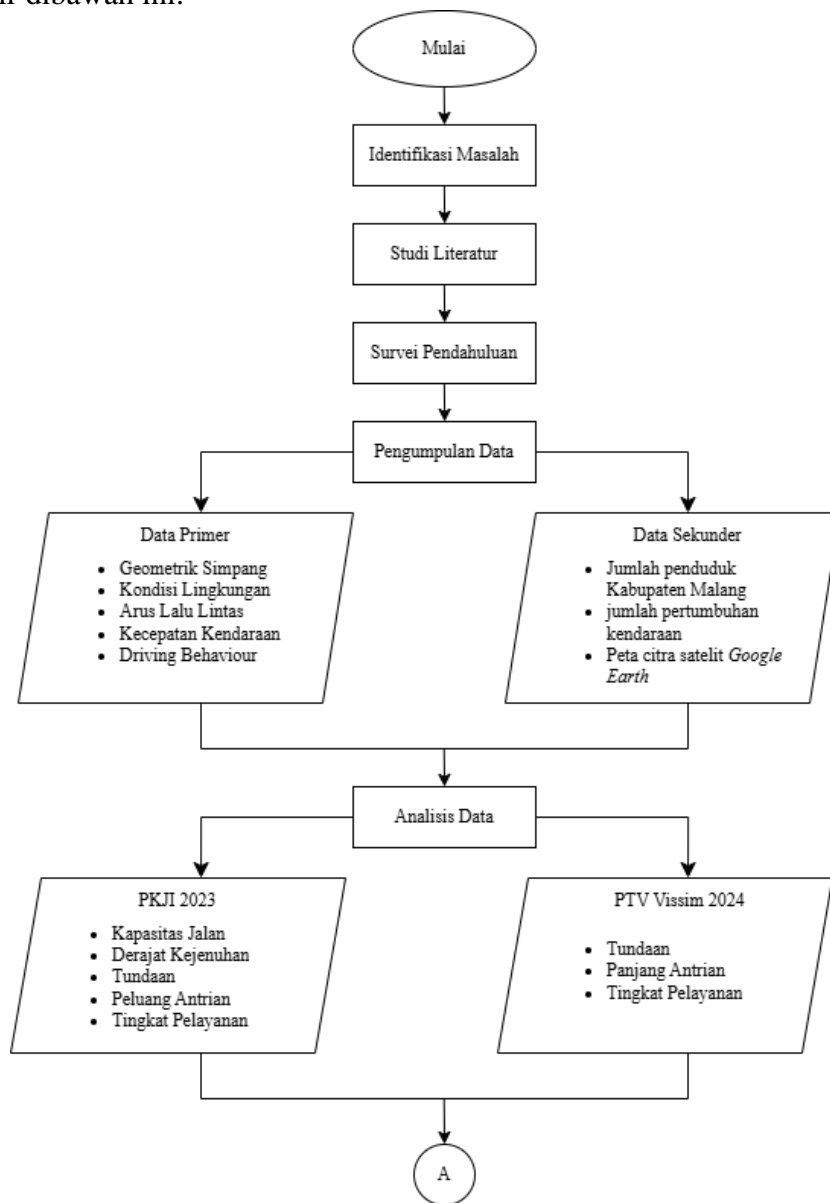 dibawah ini:
Mulai
Identifikasi Masalah
Studi Literatur
Survei Pendahuluan
Pengumpulan Data
Data Primer
• Geometrik Simpang
• Kondisi Lingkungan
• Arus Lalu Lintas
• Kecepatan Kendaraan
• Driving Behaviour
Data Sekunder
• Jumlah penduduk
Kabupaten Malang
• jumlah pertumbuhan
kendaraan
• Peta citra satelit Google
Earth
Analisis Data
PKJI 2023
• Kapasitas Jalan
• Derajat Kejenuhan
• Tundaan
• Peluang Antrian
• Tingkat Pelayanan
PTV Vissim 2024
• Tundaan
• Panjang Antrian
• Tingkat Pelayanan
A